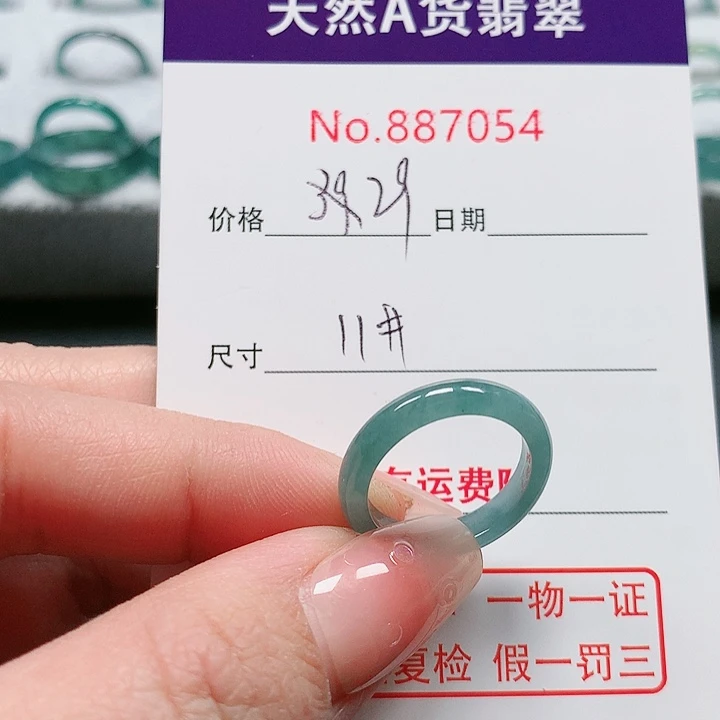 天然A货翡翠
No.887054
价格 29 日期
尺寸 11#
运费
一物一证
复检 假一罚三